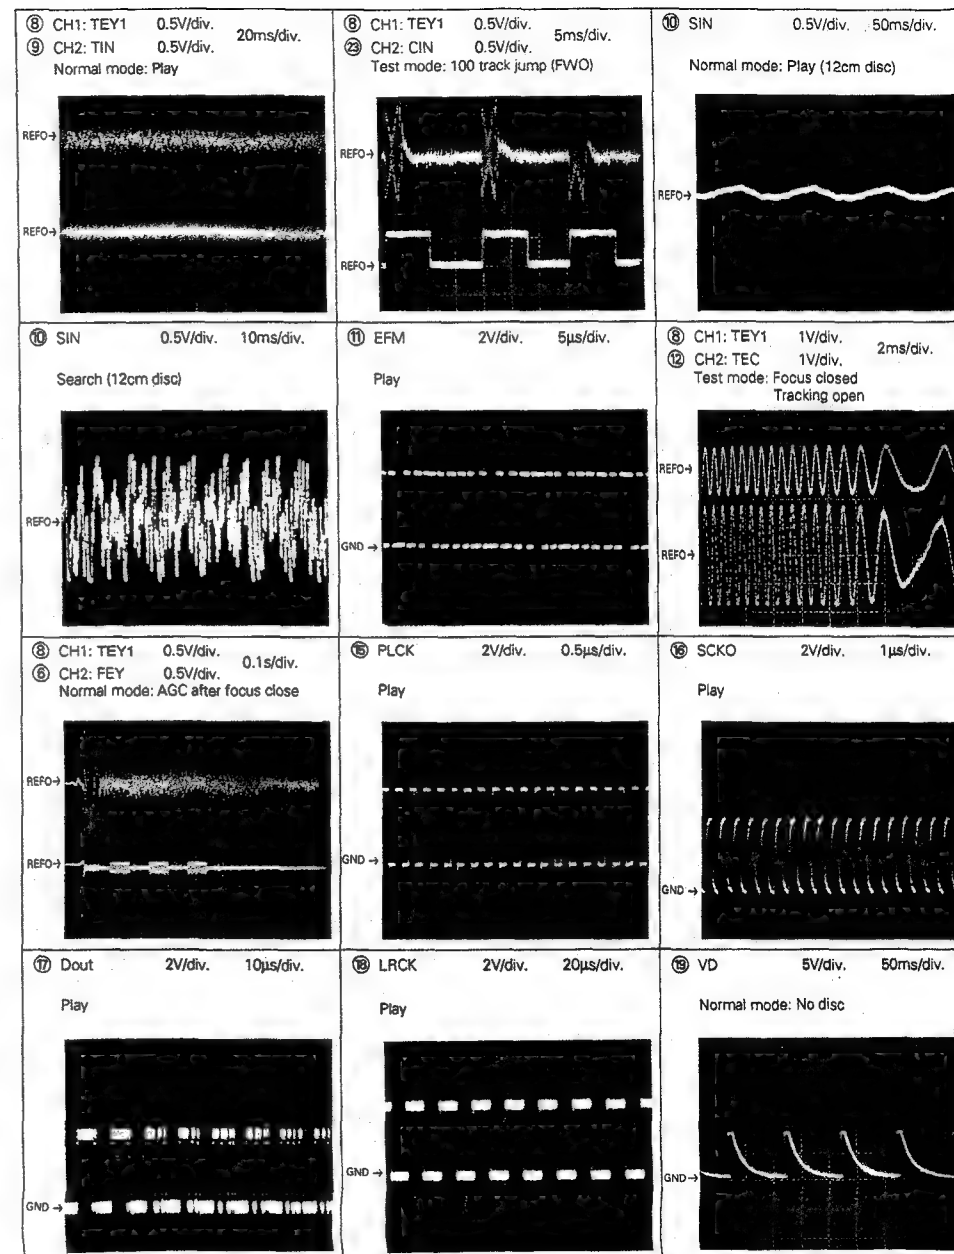 ⑧ CH1: TEY1 0.5V/div. 20ms/div.
⑨ CH2: TIN 0.5V/div.
Normal mode: Play
REFO→
REFO→
⑧ CH1: TEY1 0.5V/div. 5ms/div.
㉓ CH2: CIN 0.5V/div.
Test mode: 100 track jump (FWO)
REFO→
REFO→
⑩ SIN 0.5V/div. 50ms/div.
Normal mode: Play (12cm disc)
REFO→
⑩ SIN 0.5V/div. 10ms/div.
Search (12cm disc)
REFO→
⑪ EFM 2V/div. 5µs/div.
Play
GND →
⑧ CH1: TEY1 1V/div. 2ms/div.
⑫ CH2: TEC 1V/div.
Test mode: Focus closed
Tracking open
REFO→
REFO→
⑧ CH1: TEY1 0.5V/div. 0.1s/div.
⑥ CH2: FEY 0.5V/div.
Normal mode: AGC after focus close
REFO→
REFO→
⑮ PLCK 2V/div. 0.5µs/div.
Play
GND →
⑯ SCKO 2V/div. 1µs/div.
Play
GND →
⑰ Dout 2V/div. 10µs/div.
Play
GND →
⑱ LRCK 2V/div. 20µs/div.
Play
GND →
⑲ VD 5V/div. 50ms/div.
Normal mode: No disc
GND→